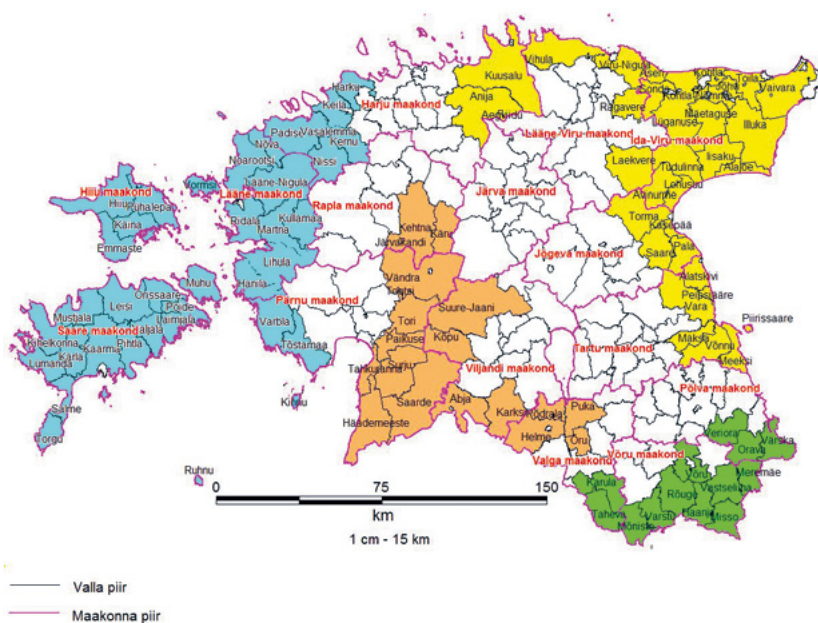 Vihula
Viru-Nigula
Kuusalu
Aseri
Kohtla
Toila
Harku
Sonda
Kohtla
Jõhvi
Vaivara
Keila
Harju maakond
Anija
Rägavere
Mäetaguse
Aegviidu
Lüganuse
Illuka
Padise
Vasalemma
Lääne-Viru maakond
Ida-Viru maakond
Kernu
Nõva
Iisaku
Noarootsi
Nissi
Laekvere
Tudulinna
Alajõe
Vormsi
Lääne-Nigula
Lohusuu
Hiiu maakond
Hiiu
Pühalepa
Lääne maakond
Rapla maakond
Järva maakond
Avinurme
Käina
Ridala
Kullamaa
Kehtna
Torma
Kasepää
Martna
Käru
Emmaste
Järvakandi
Jõgeva maakond
Saare
Pala
Lihula
Hanila
Vändra
Alatskivi
Muhu
Pärnu maakond
Orissaare
Leisi
Suure-Jaani
Peipsiääre
Mustjala
Pöide
Vara
Varbla
Tori
Piirissaare
Laimjala
Saare maakond
Kihelkonna
Tõstamaa
Paikuse
Kõpu
Mäksa
Võnnu
Kaarma
Pihtla
Tartu maakond
Kärla
Meeksi
Lümanda
Tahkuranna
Viljandi maakond
Põlva maakond
Kihnu
Saarde
Abja
Puka
Salme
Karksi
Häädemeeste
Helme
Õru
Veriora
Värska
Torgu
Orava
Valga maakond
Võru maakond
Ruhnu
Meremäe
Karula
Võru
Vastseliina
Rõuge
Taheva
Varstu
Haanja
Misso
Mõniste
0 75 150
km
1 cm - 15 km
Valla piir
Maakonna piir